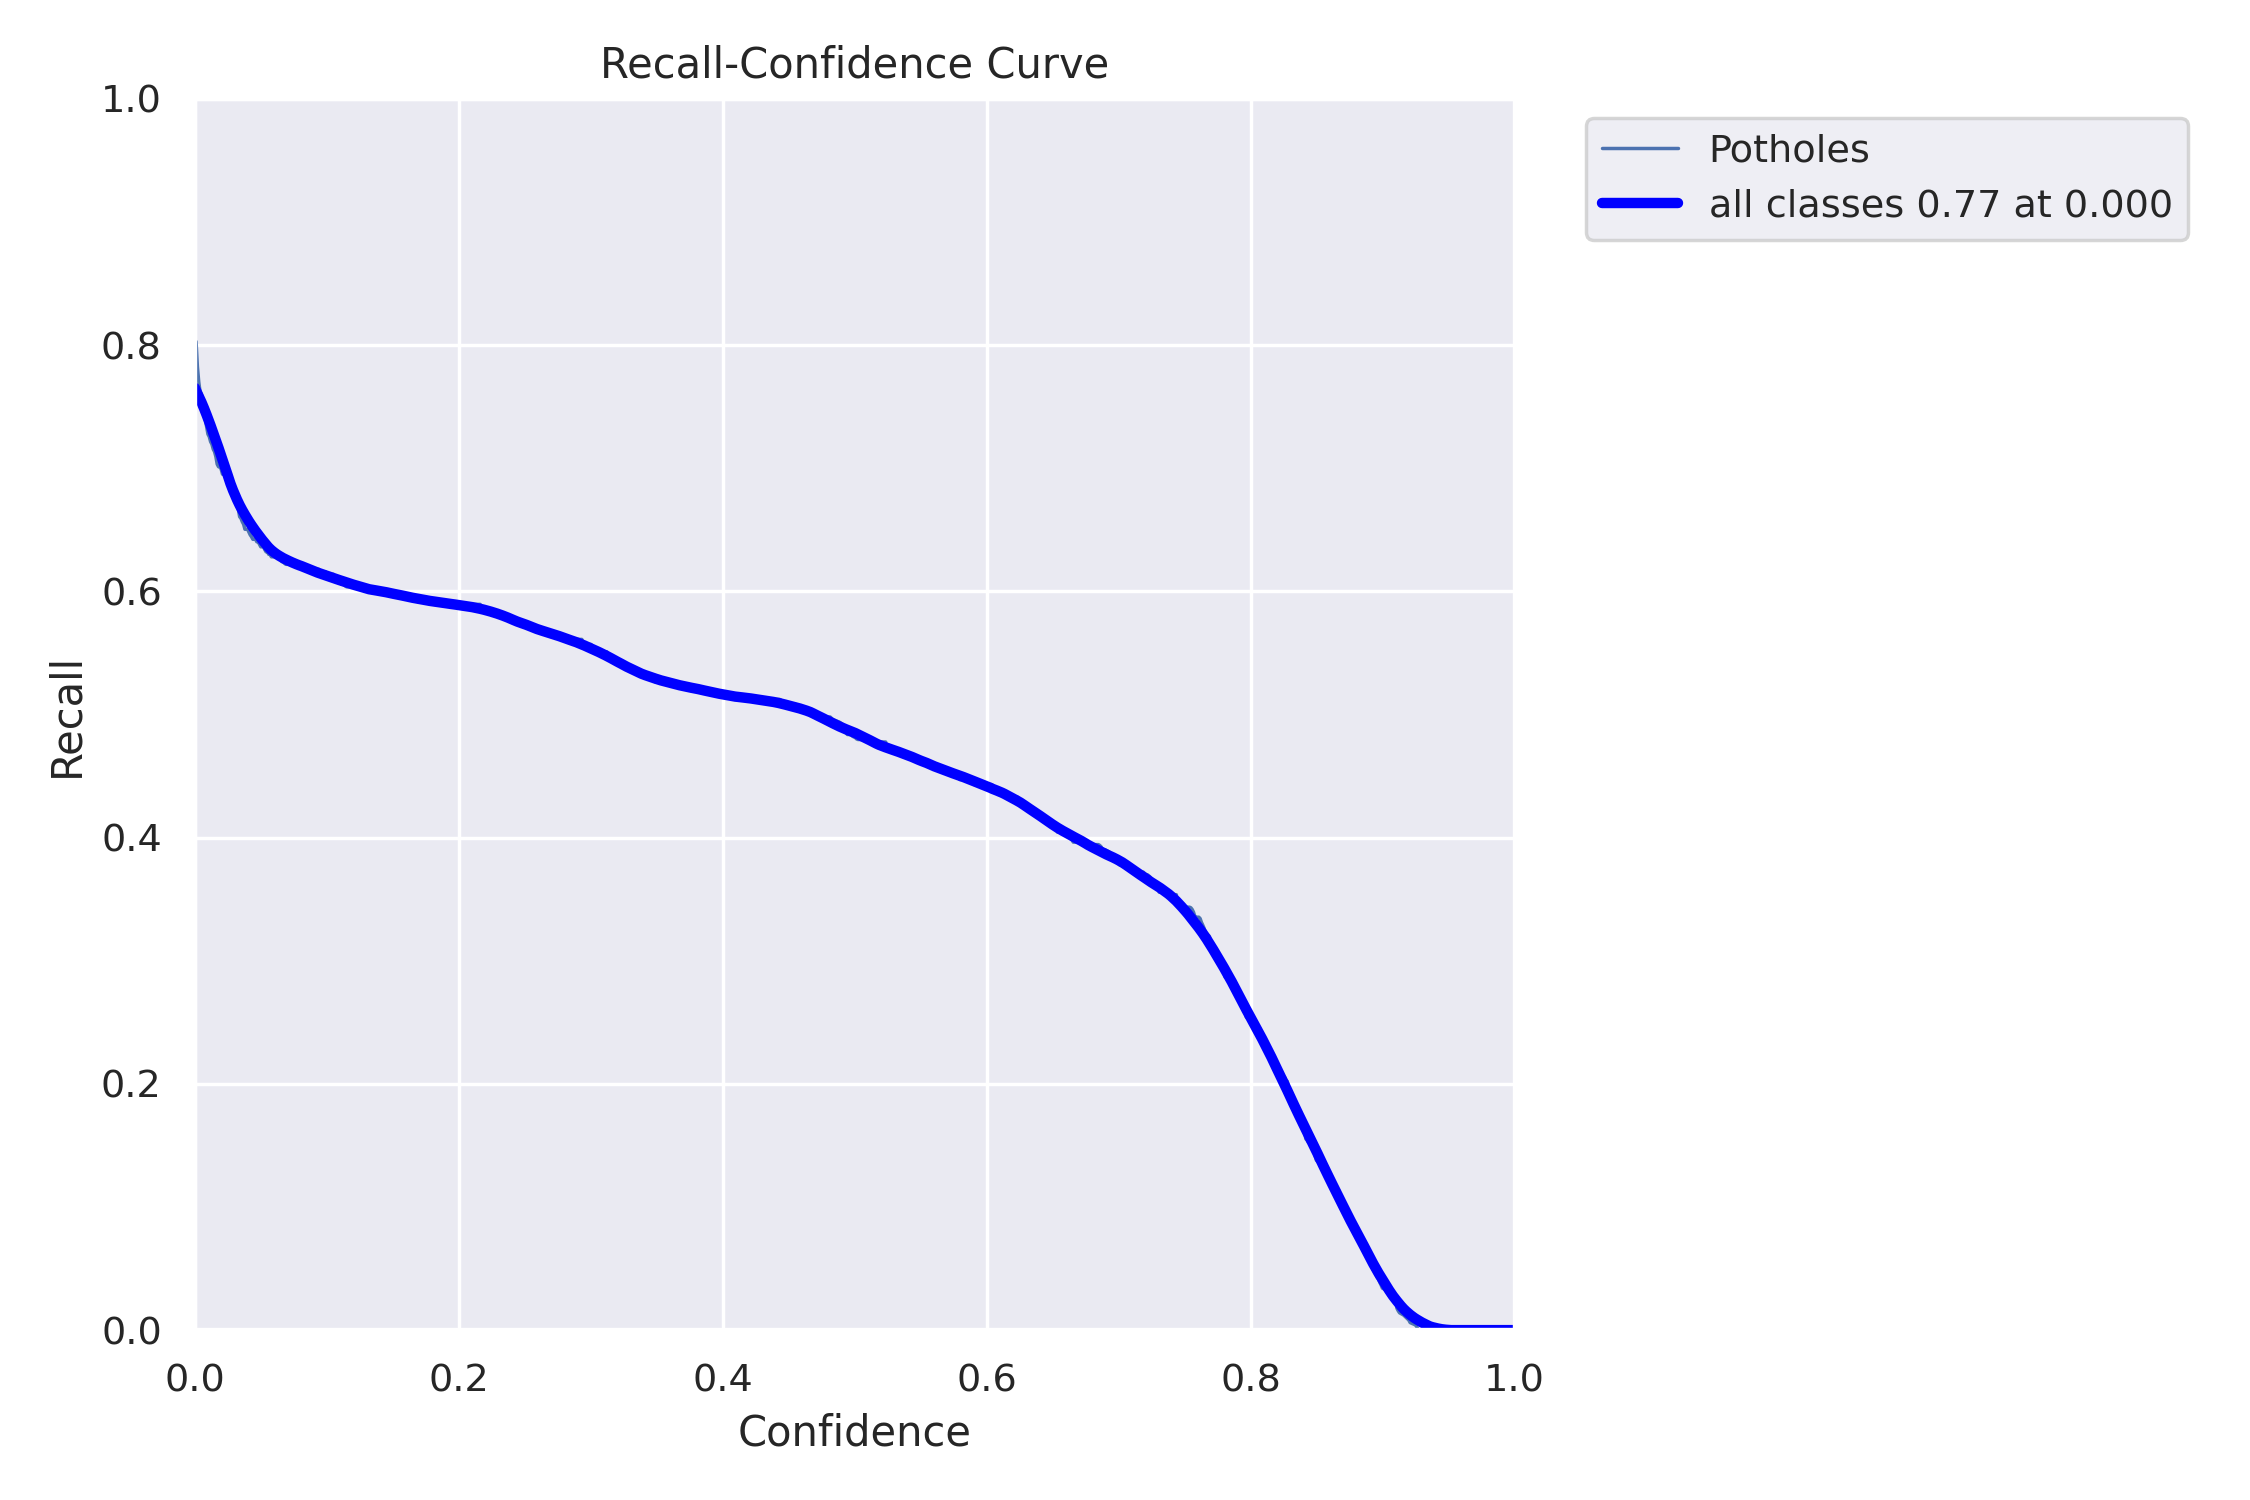 Recall-Confidence Curve
1.0
0.8
0.6
0.4
0.2
0.0
Recall
0.0 0.2 0.4 0.6 0.8 1.0
Confidence
Potholes
all classes 0.77 at 0.000